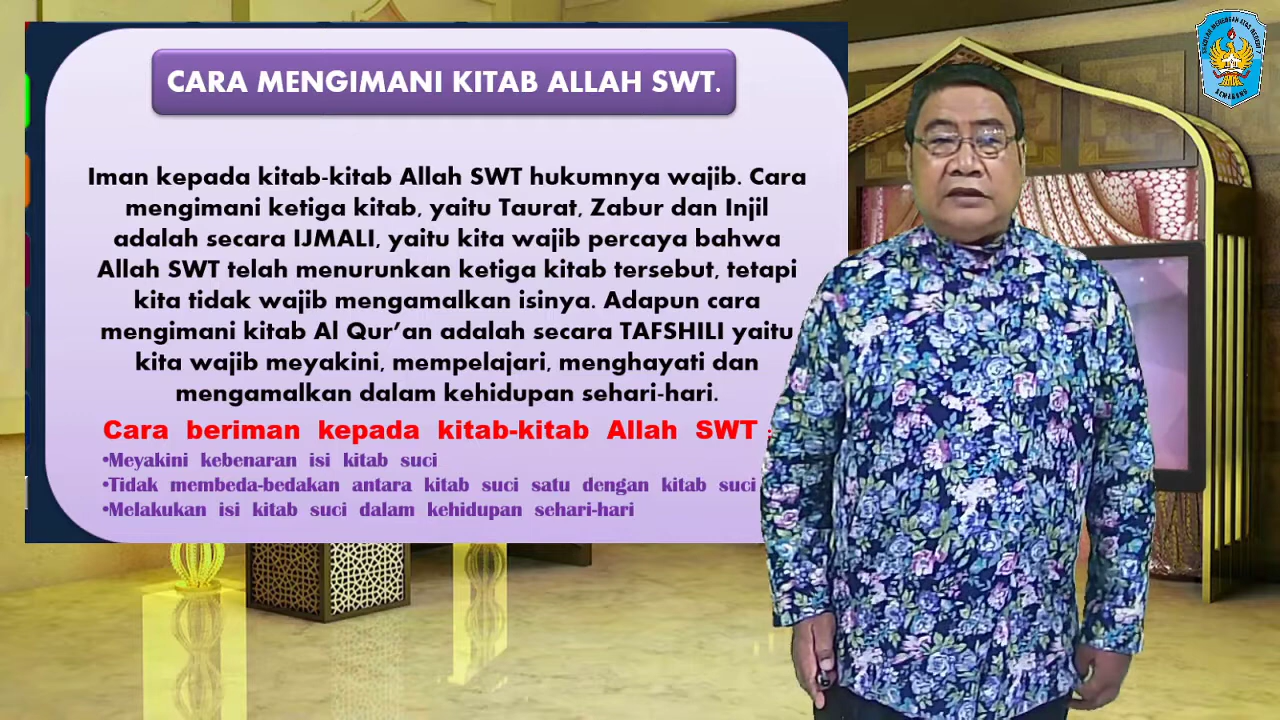 CARA MENGIMANI KITAB ALLAH SWT.
Iman kepada kitab-kitab Allah SWT hukumnya wajib. Cara
mengimani ketiga kitab, yaitu Taurat, Zabur dan Injil
adalah secara IJMALI, yaitu kita wajib percaya bahwa
Allah SWT telah menurunkan ketiga kitab tersebut, tetapi
kita tidak wajib mengamalkan isinya. Adapun cara
mengimani kitab Al Qur’an adalah secara TAFSHILI yaitu
kita wajib meyakini, mempelajari, menghayati dan
mengamalkan dalam kehidupan sehari-hari.
Cara beriman kepada kitab-kitab Allah SWT :
•Meyakini kebenaran isi kitab suci
•Tidak membeda-bedakan antara kitab suci satu dengan kitab suci
•Melakukan isi kitab suci dalam kehidupan sehari-hari
SEMARANG